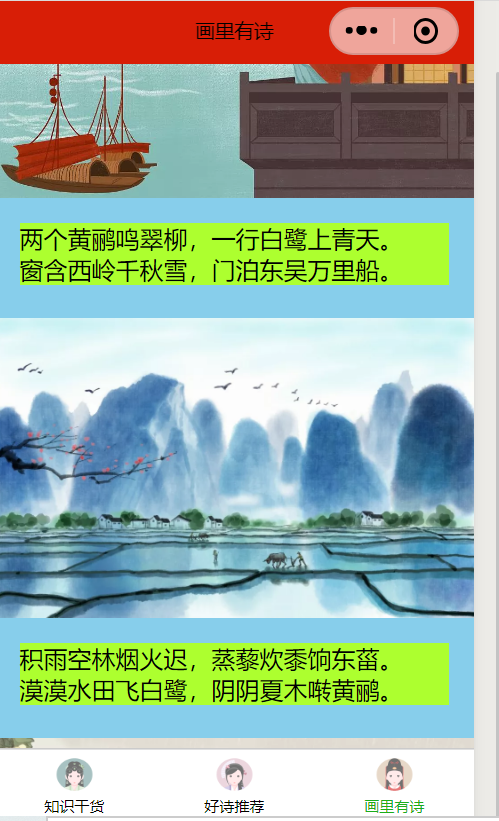 画里有诗
两个黄鹂鸣翠柳，一行白鹭上青天。
窗含西岭千秋雪，门泊东吴万里船。
积雨空林烟火迟，蒸藜炊黍饷东菑。
漠漠水田飞白鹭，阴阴夏木啭黄鹂。
知识干货
好诗推荐
画里有诗